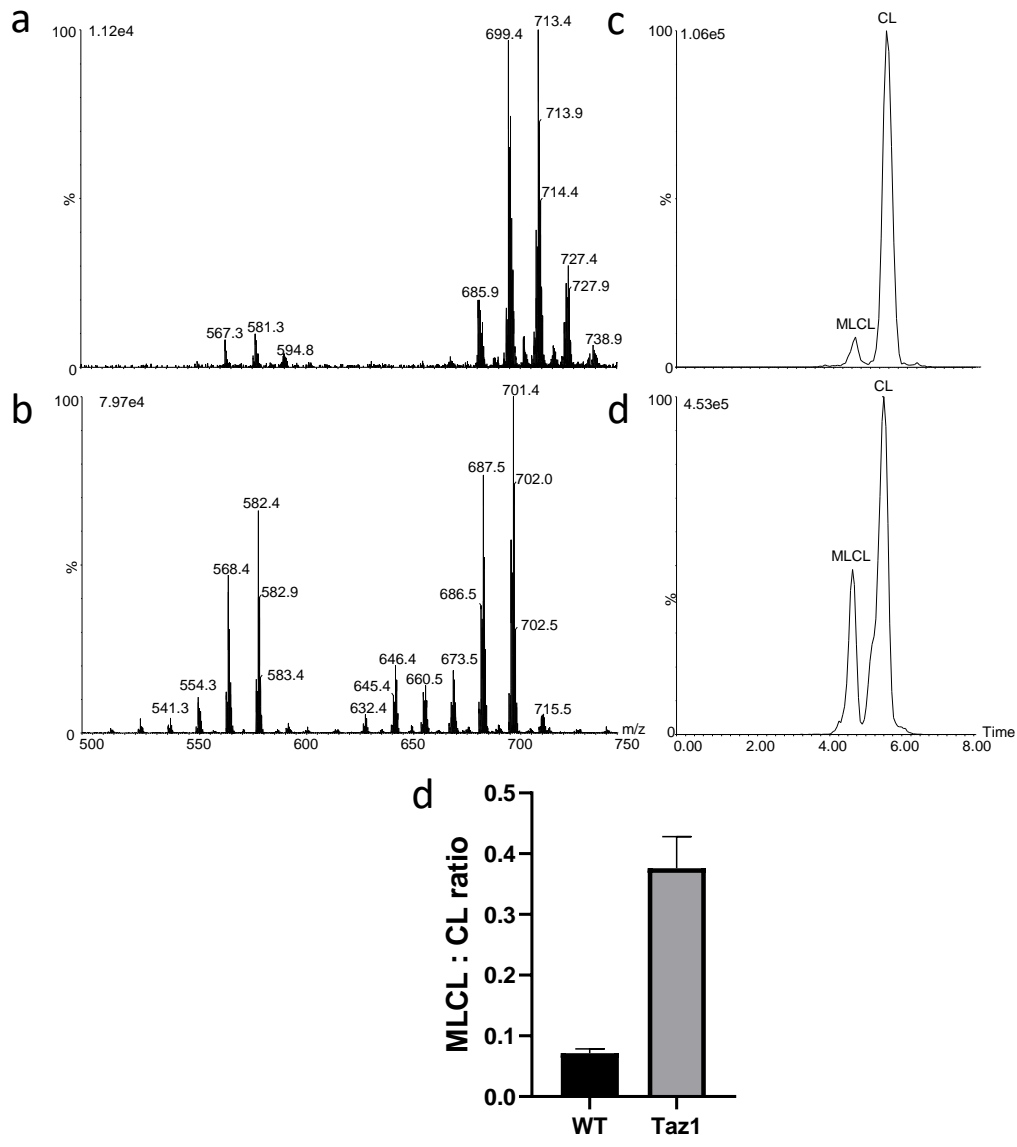 a
100
1.12e4
%
567.3
581.3
594.8
685.9
699.4
713.4
713.9
714.4
727.4
727.9
738.9
c
100
1.06e5
%
MLCL
CL
b
100
7.97e4
%
541.3
554.3
568.4
582.4
582.9
583.4
632.4
645.4
646.4
660.5
673.5
686.5
687.5
701.4
702.0
702.5
715.5
m/z
500 550 600 650 700 750
d
100
4.53e5
%
0
MLCL
CL
Time
0.00 2.00 4.00 6.00 8.00
d
MLCL : CL ratio
0.5
0.4
0.3
0.2
0.1
0.0
WT Taz1